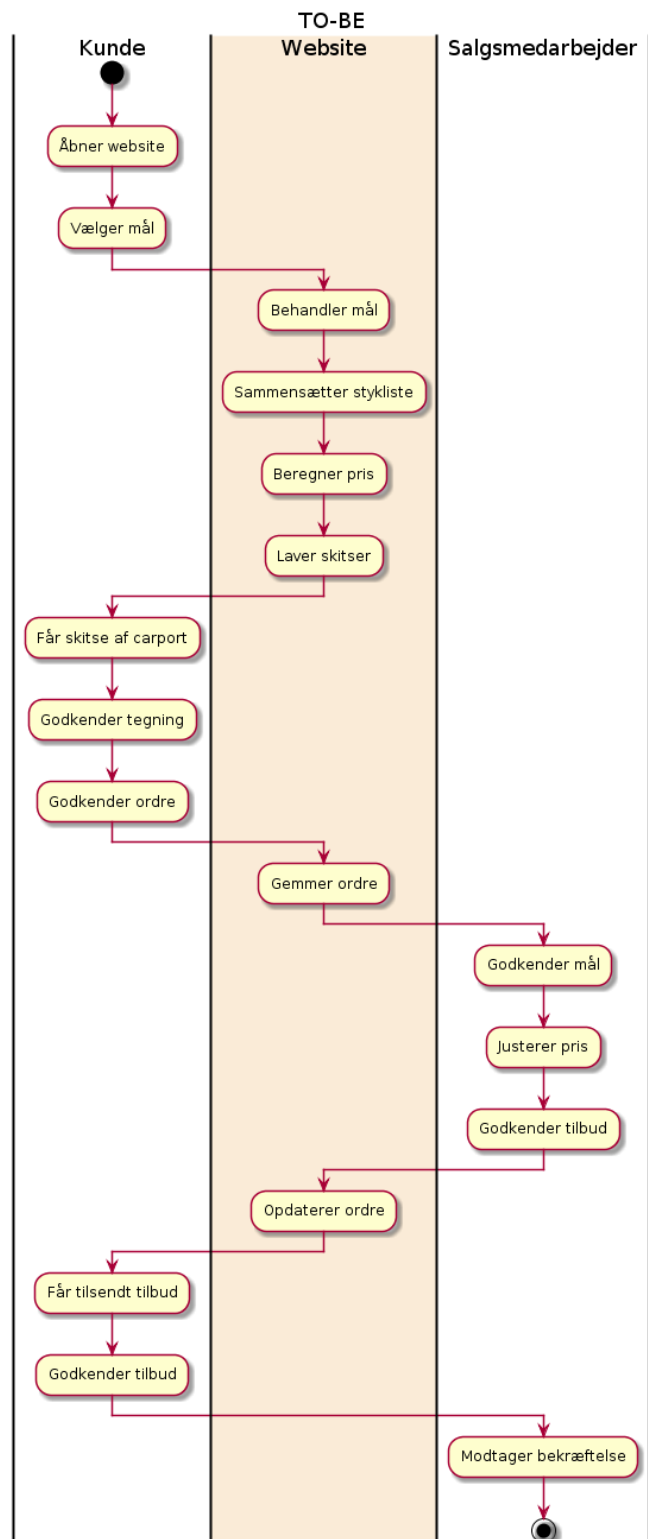 TO-BE
Kunde
Website
Salgsmedarbejder
Åbner website
Vælger mål
Behandler mål
Sammensætter stykliste
Beregner pris
Laver skitser
Får skitse af carport
Godkender tegning
Godkender ordre
Gemmer ordre
Godkender mål
Justerer pris
Godkender tilbud
Opdaterer ordre
Får tilsendt tilbud
Godkender tilbud
Modtager bekræftelse